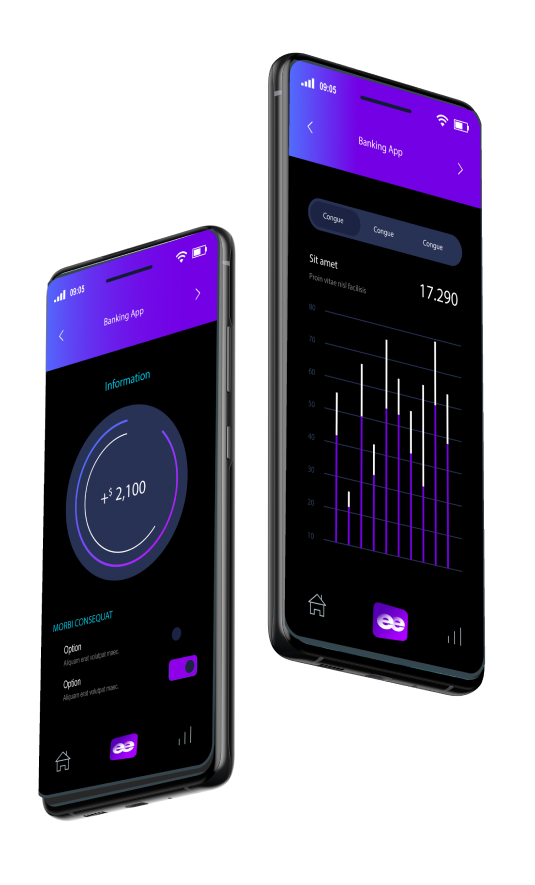 09:05
Banking App
Information
+$ 2,100
MORBI CONSEQUAT
Option
Aliquam erat volutpat maec.
Option
Aliquam erat volutpat maec.
ee
09:05
Banking App
Congue
Congue
Congue
Sit amet
Proin vitae nisl facilisis
17.290
80
70
60
50
40
30
20
10
ee